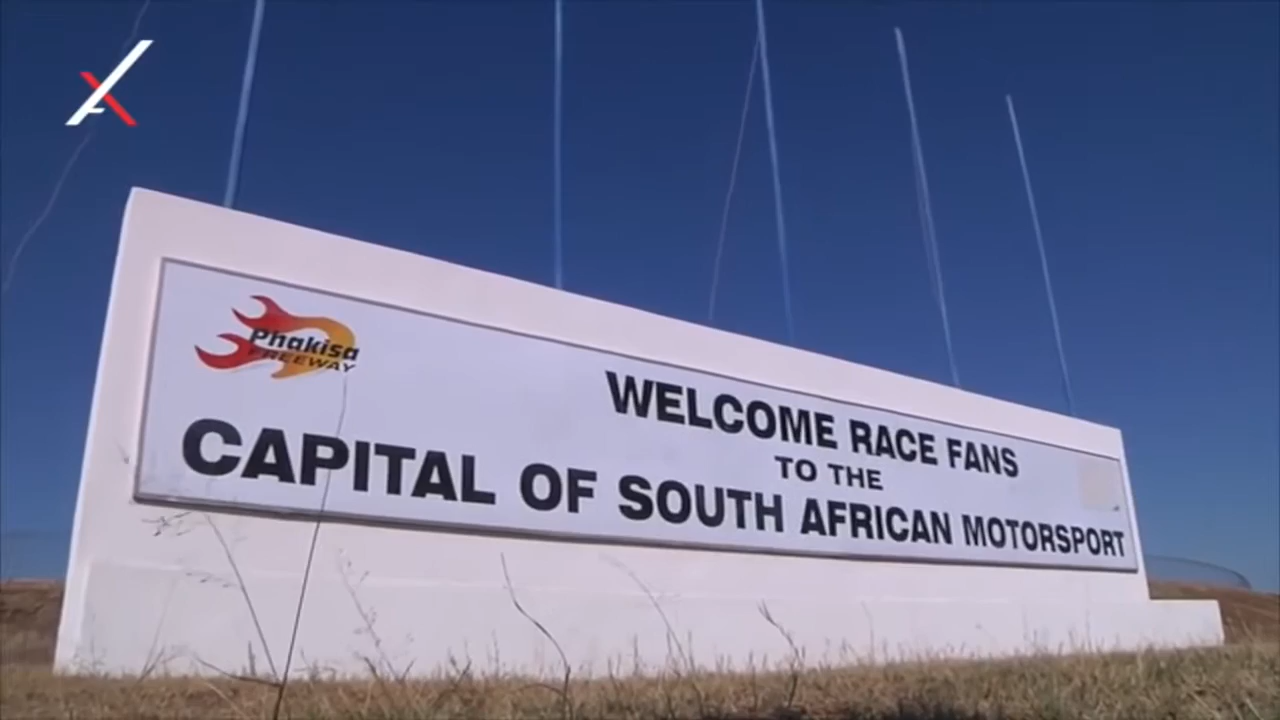 Phakisa
FREEWAY
WELCOME RACE FANS
TO THE
CAPITAL OF SOUTH AFRICAN MOTORSPORT